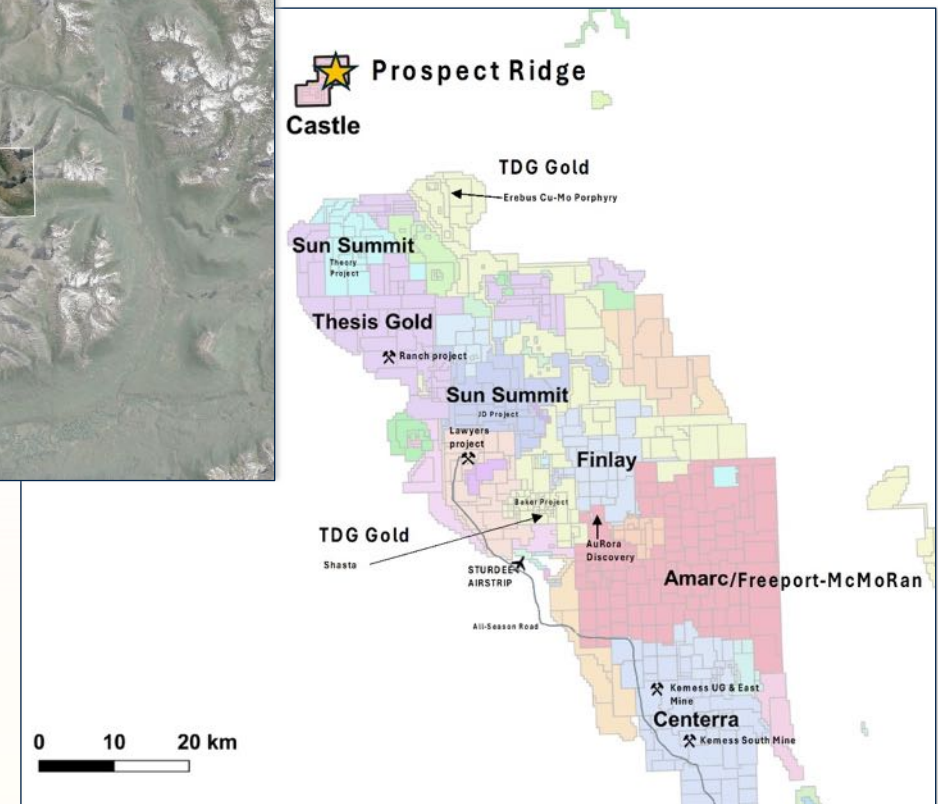 Prospect Ridge
Castle
TDG Gold
Erebus Cu-Mo Porphyry
Sun Summit
Theory
Project
Thesis Gold
Ranch project
Sun Summit
JD Project
Lawyers
project
Finlay
Baker Project
TDG Gold
Shasta
AuRora
Discovery
STURDEE
AIRSTRIP
Amarc/Freeport-McMoRan
All-Season Road
Kemess UG & East
Mine
Centerra
Kemess South Mine
0 10 20 km